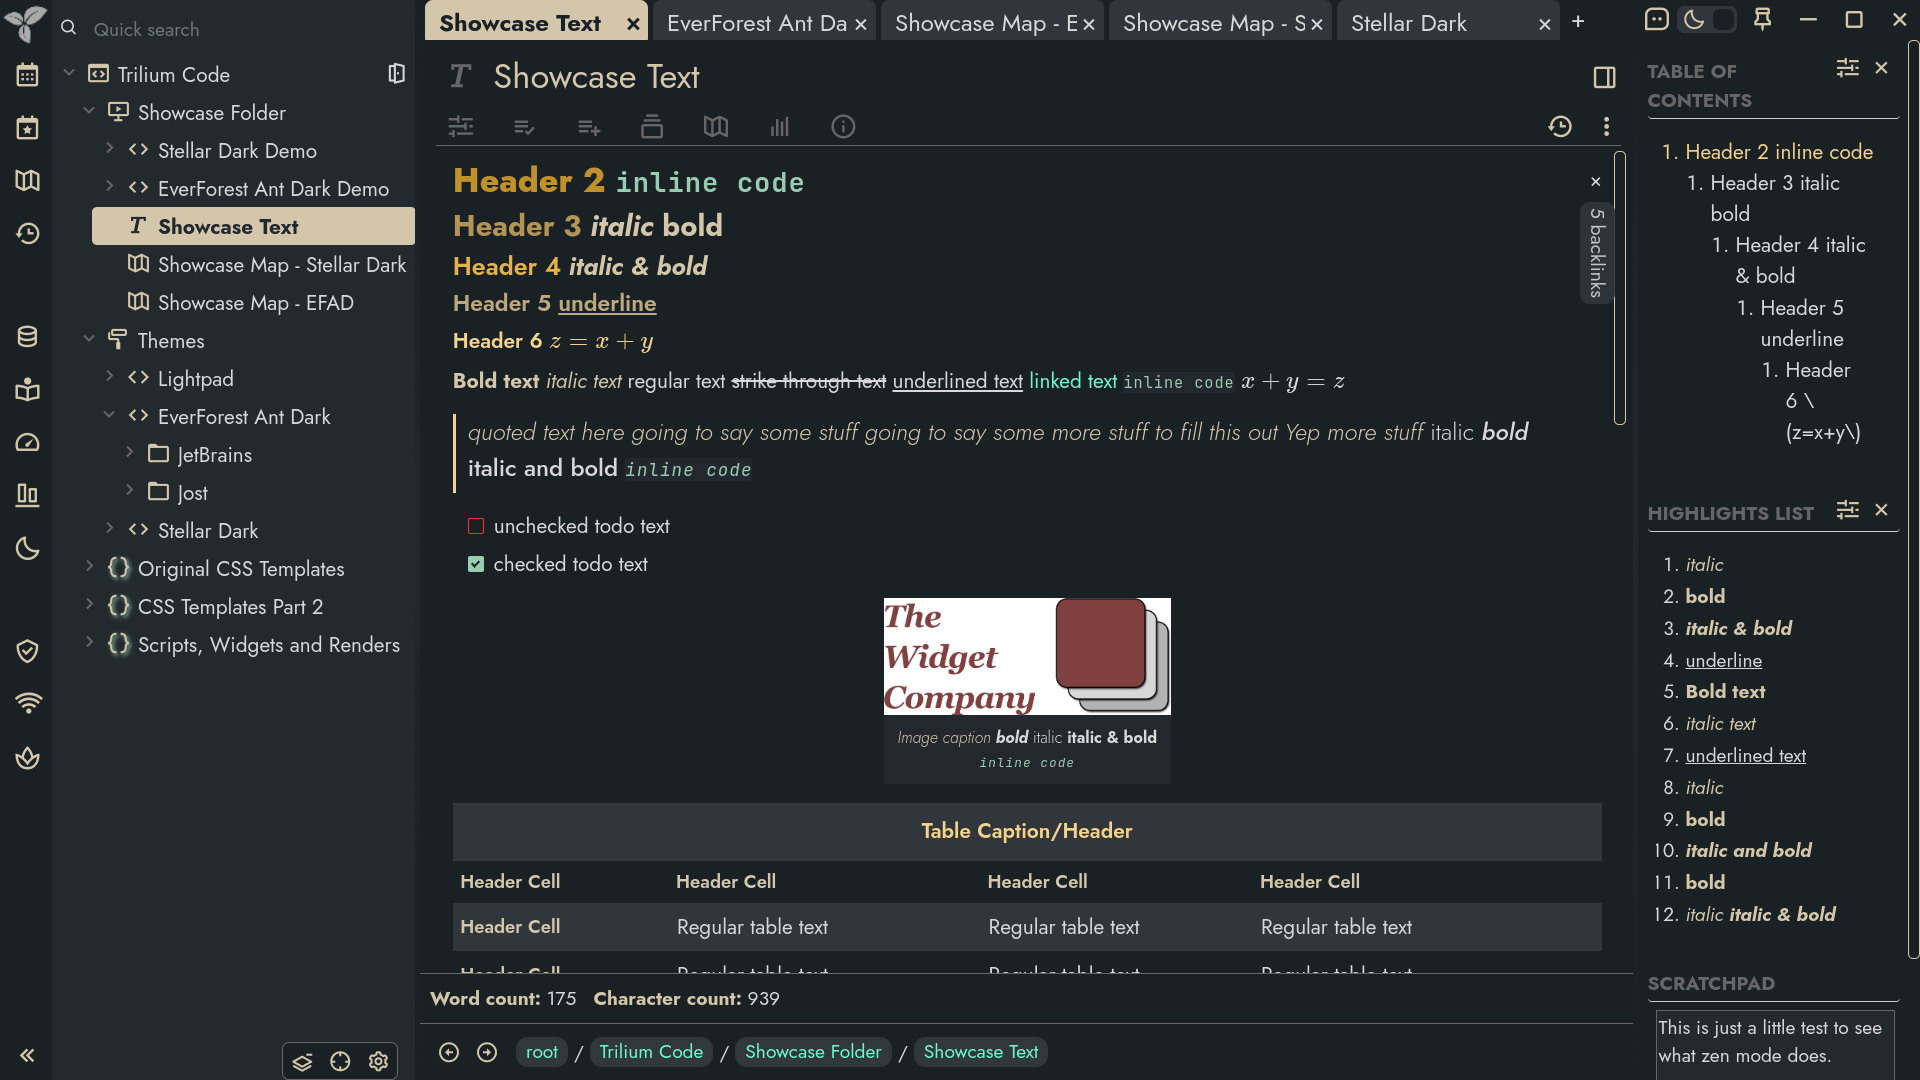 Showcase Text
EverForest Ant Da
Showcase Map - E
Showcase Map - S
Stellar Dark
Quick search
Trilium Code
Showcase Folder
Stellar Dark Demo
EverForest Ant Dark Demo
Showcase Text
Showcase Map - Stellar Dark
Showcase Map - EFAD
Themes
Lightpad
EverForest Ant Dark
JetBrains
Jost
Stellar Dark
Original CSS Templates
CSS Templates Part 2
Scripts, Widgets and Renders
Showcase Text
Header 2 inline code
Header 3 italic bold
Header 4 italic & bold
Header 5 underline
Header 6 z = x + y
Bold text italic text regular text strike through text underlined text linked text inline code x + y = z
quoted text here going to say some stuff going to say some more stuff to fill this out Yep more stuff italic bold
italic and bold inline code
unchecked todo text
checked todo text
The
Widget
Company
Image caption bold italic italic & bold
inline code
Table Caption/Header
Header Cell Header Cell Header Cell Header Cell
Header Cell Regular table text Regular table text Regular table text
Header Cell Regular table text Regular table text Regular table text
5 backlinks
Word count: 175 Character count: 939
root / Trilium Code / Showcase Folder / Showcase Text
TABLE OF
CONTENTS
1. Header 2 inline code
1. Header 3 italic
bold
1. Header 4 italic
& bold
1. Header 5
underline
1. Header
6 \
(z=x+y\)
HIGHLIGHTS LIST
1. italic
2. bold
3. italic & bold
4. underline
5. Bold text
6. italic text
7. underlined text
8. italic
9. bold
10. italic and bold
11. bold
12. italic italic & bold
SCRATCHPAD
This is just a little test to see
what zen mode does.